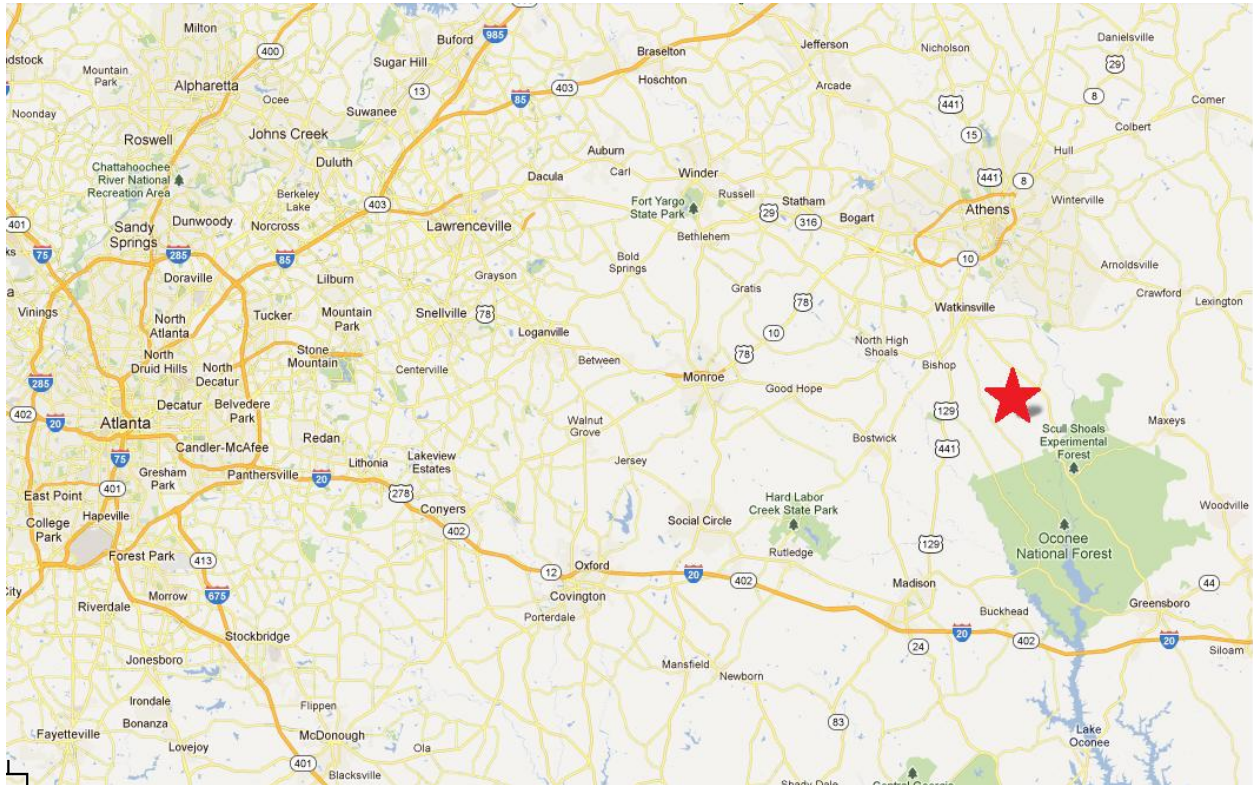 Milton
400
Buford
985
Braselton
Jefferson
Nicholson
Danielsville
29
Mountain
Park
Alpharetta
Sugar Hill
Hoschton
Arcade
13
403
85
441
8
Comer
Noonday
Ocee
Suwanee
Roswell
Johns Creek
15
Colbert
Hull
Chattahoochee
River National
Recreation Area
Duluth
Auburn
Carl
Winder
Dacula
Berkeley
Lake
403
Fort Yargo
State Park
Russell
Statham
441
8
Athens
Winterville
401
Sandy
Springs
Dunwoody
Norcross
Lawrenceville
29
316
Bogart
Bethlehem
75
285
85
Doraville
Lilburn
Grayson
Bold
Springs
10
Arnoldsville
Crawford
Lexington
Vinings
North
Atlanta
Tucker
Mountain
Park
Snellville
78
Gratis
78
Watkinsville
10
Loganville
North High
Shoals
North
Druid Hills
North
Decatur
Stone
Mountain
Centerville
Between
78
Bishop
285
Monroe
Good Hope
402
20
Decatur
Belvedere
Park
Atlanta
Walnut
Grove
129
Scull Shoals
Experimental
Forest
Maxeys
Candler-McAfee
Redan
Bostwick
441
75
Lithonia
Lakeview
Estates
Jersey
Gresham
Park
Panthersville
20
401
East Point
278
Conyers
Hard Labor
Creek State Park
Hapeville
College
Park
402
Social Circle
Woodville
Oconee
National Forest
129
Forest Park
413
Rutledge
12
Oxford
20
402
Madison
44
City
Morrow
675
Riverdale
Covington
Porterdale
Buckhead
Greensboro
Stockbridge
20
402
20
24
Siloam
Jonesboro
Mansfield
Newborn
Irondale
Bonanza
Flippen
83
Fayetteville
Lovejoy
McDonough
Ola
Lake
Oconee
401
Blacksville